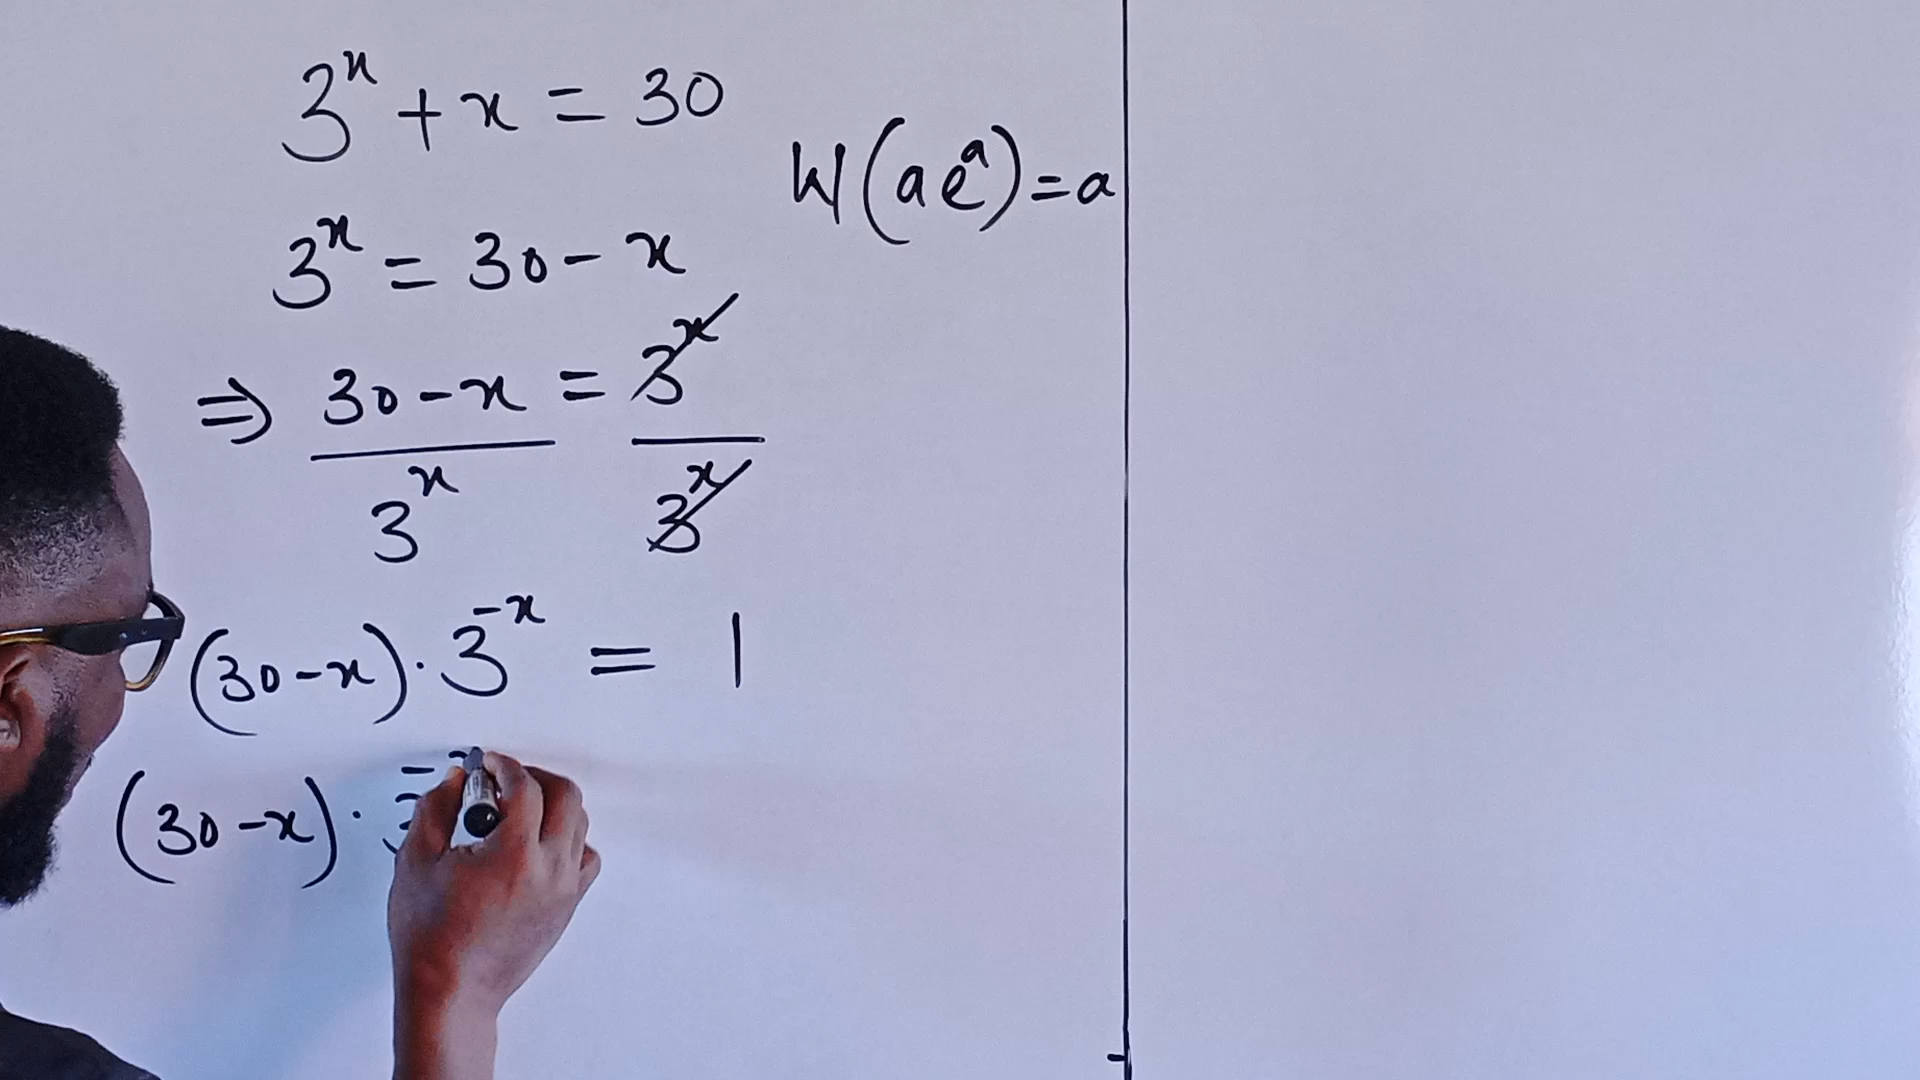 3^x + x = 30
W(ae^a) = a
3^x = 30 - x
⇒ (30 - x)/3^x = 3^x/3^x
(30 - x) · 3^-x = 1
(30 - x) ·